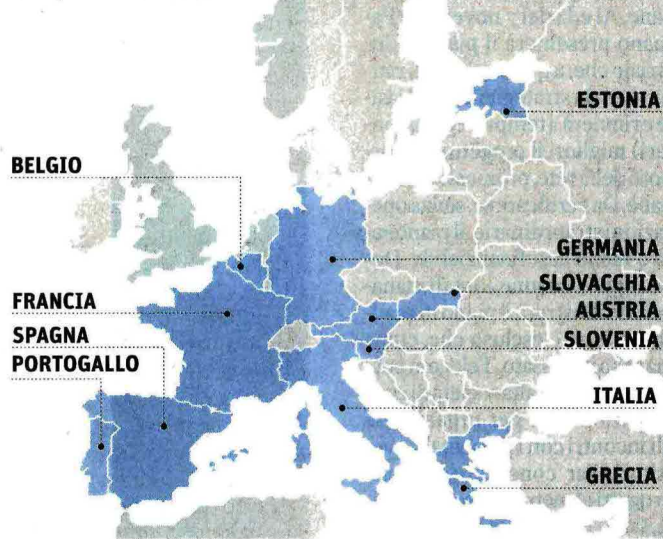 ESTONIA
BELGIO
GERMANIA
SLOVACCHIA
FRANCIA
AUSTRIA
SPAGNA
SLOVENIA
PORTOGALLO
ITALIA
GRECIA